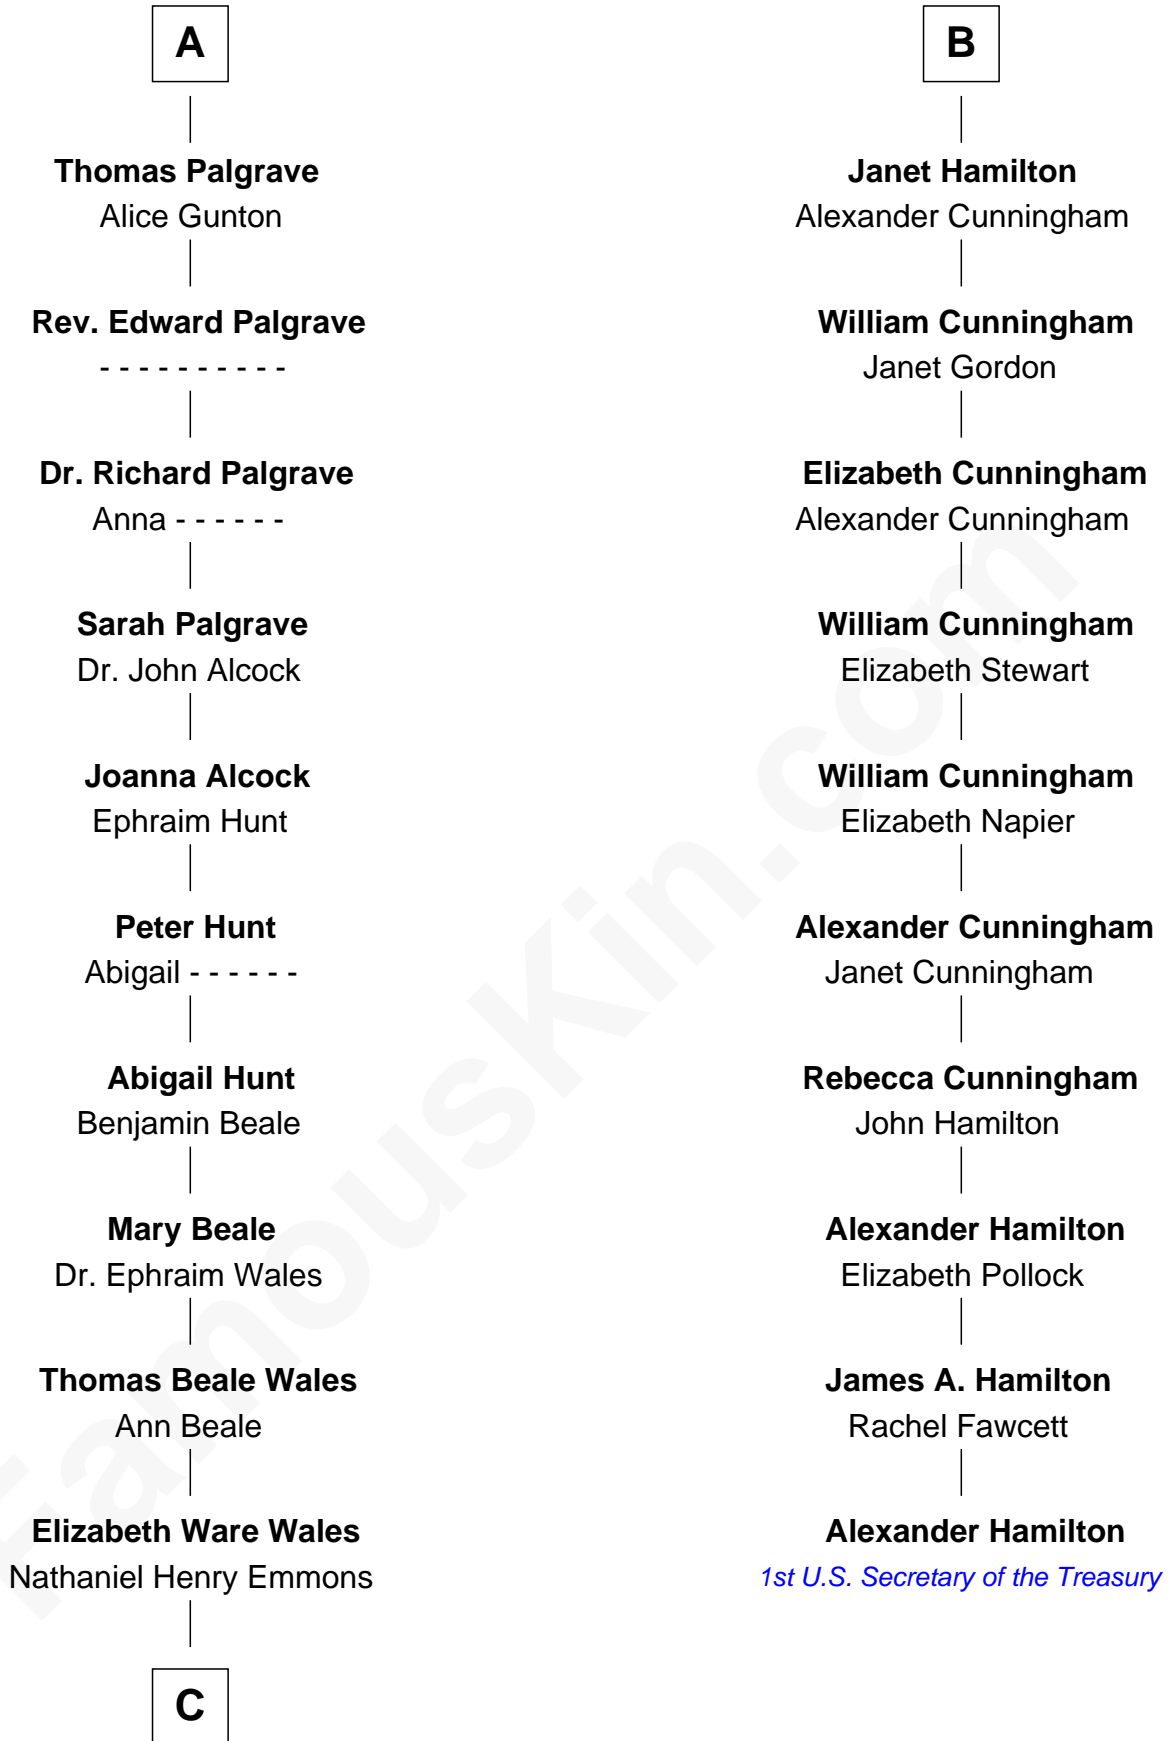 A
Thomas Palgrave
Alice Gunton
Rev. Edward Palgrave
- - - - - - - - - -
Dr. Richard Palgrave
Anna - - - - - -
Sarah Palgrave
Dr. John Alcock
Joanna Alcock
Ephraim Hunt
Peter Hunt
Abigail - - - - - -
Abigail Hunt
Benjamin Beale
Mary Beale
Dr. Ephraim Wales
Thomas Beale Wales
Ann Beale
Elizabeth Ware Wales
Nathaniel Henry Emmons
C
B
Janet Hamilton
Alexander Cunningham
William Cunningham
Janet Gordon
Elizabeth Cunningham
Alexander Cunningham
William Cunningham
Elizabeth Stewart
William Cunningham
Elizabeth Napier
Alexander Cunningham
Janet Cunningham
Rebecca Cunningham
John Hamilton
Alexander Hamilton
Elizabeth Pollock
James A. Hamilton
Rachel Fawcett
Alexander Hamilton
1st U.S. Secretary of the Treasury
FamousKin.com